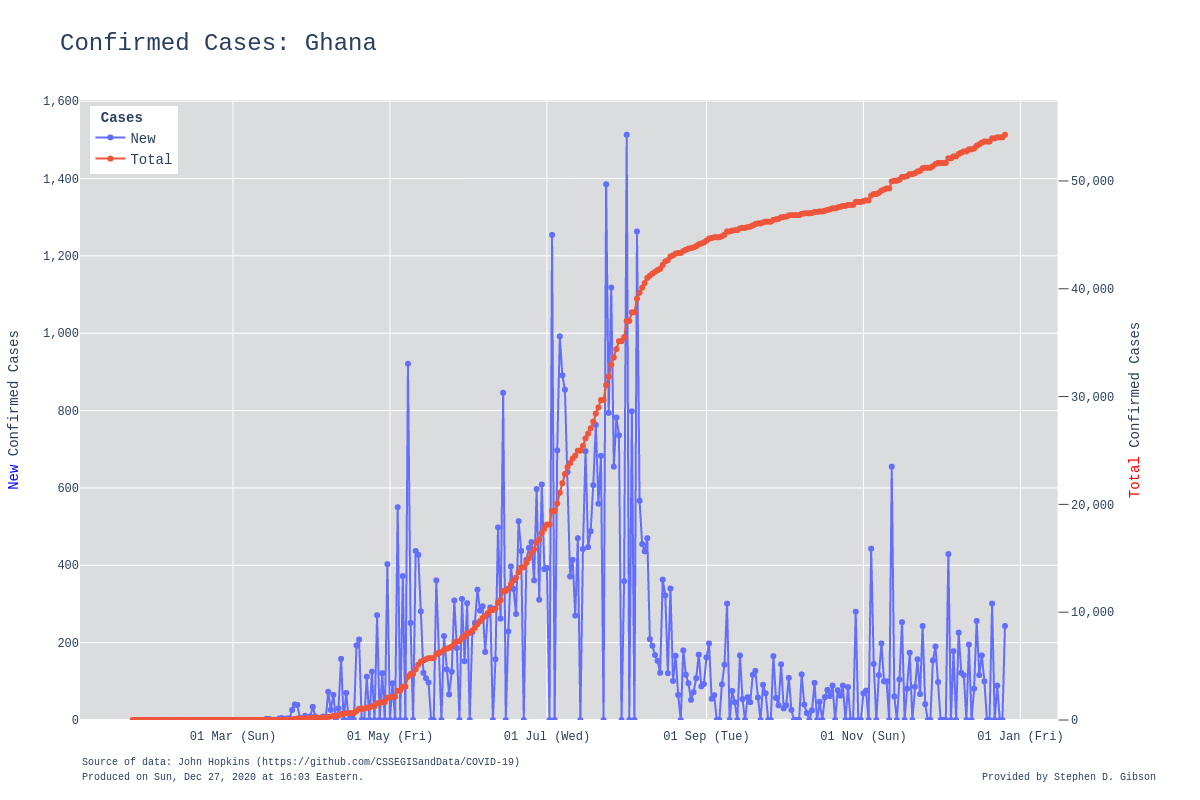 Confirmed Cases: Ghana
Cases
New
Total
1,600
1,400
1,200
1,000
800
600
400
200
0
New Confirmed Cases
50,000
40,000
30,000
20,000
10,000
0
Total Confirmed Cases
01 Mar (Sun)
01 May (Fri)
01 Jul (Wed)
01 Sep (Tue)
01 Nov (Sun)
01 Jan (Fri)
Source of data: John Hopkins (https://github.com/CSSEGISandData/COVID-19)
Produced on Sun, Dec 27, 2020 at 16:03 Eastern.
Provided by Stephen D. Gibson